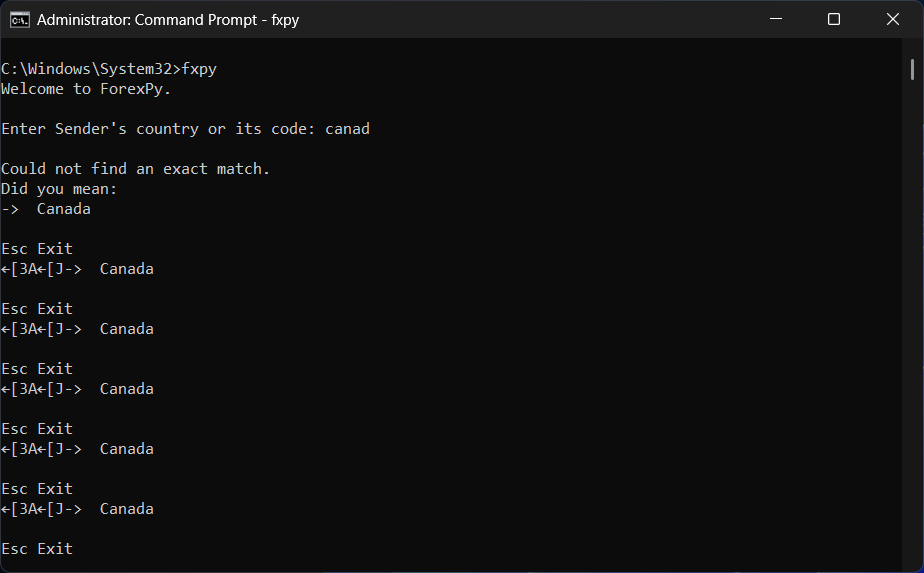 Administrator: Command Prompt - fxpy
C:\Windows\System32>fxpy
Welcome to ForexPy.
Enter Sender's country or its code: canad
Could not find an exact match.
Did you mean:
->  Canada
Esc Exit
←[3A←[J->  Canada
Esc Exit
←[3A←[J->  Canada
Esc Exit
←[3A←[J->  Canada
Esc Exit
←[3A←[J->  Canada
Esc Exit
←[3A←[J->  Canada
Esc Exit